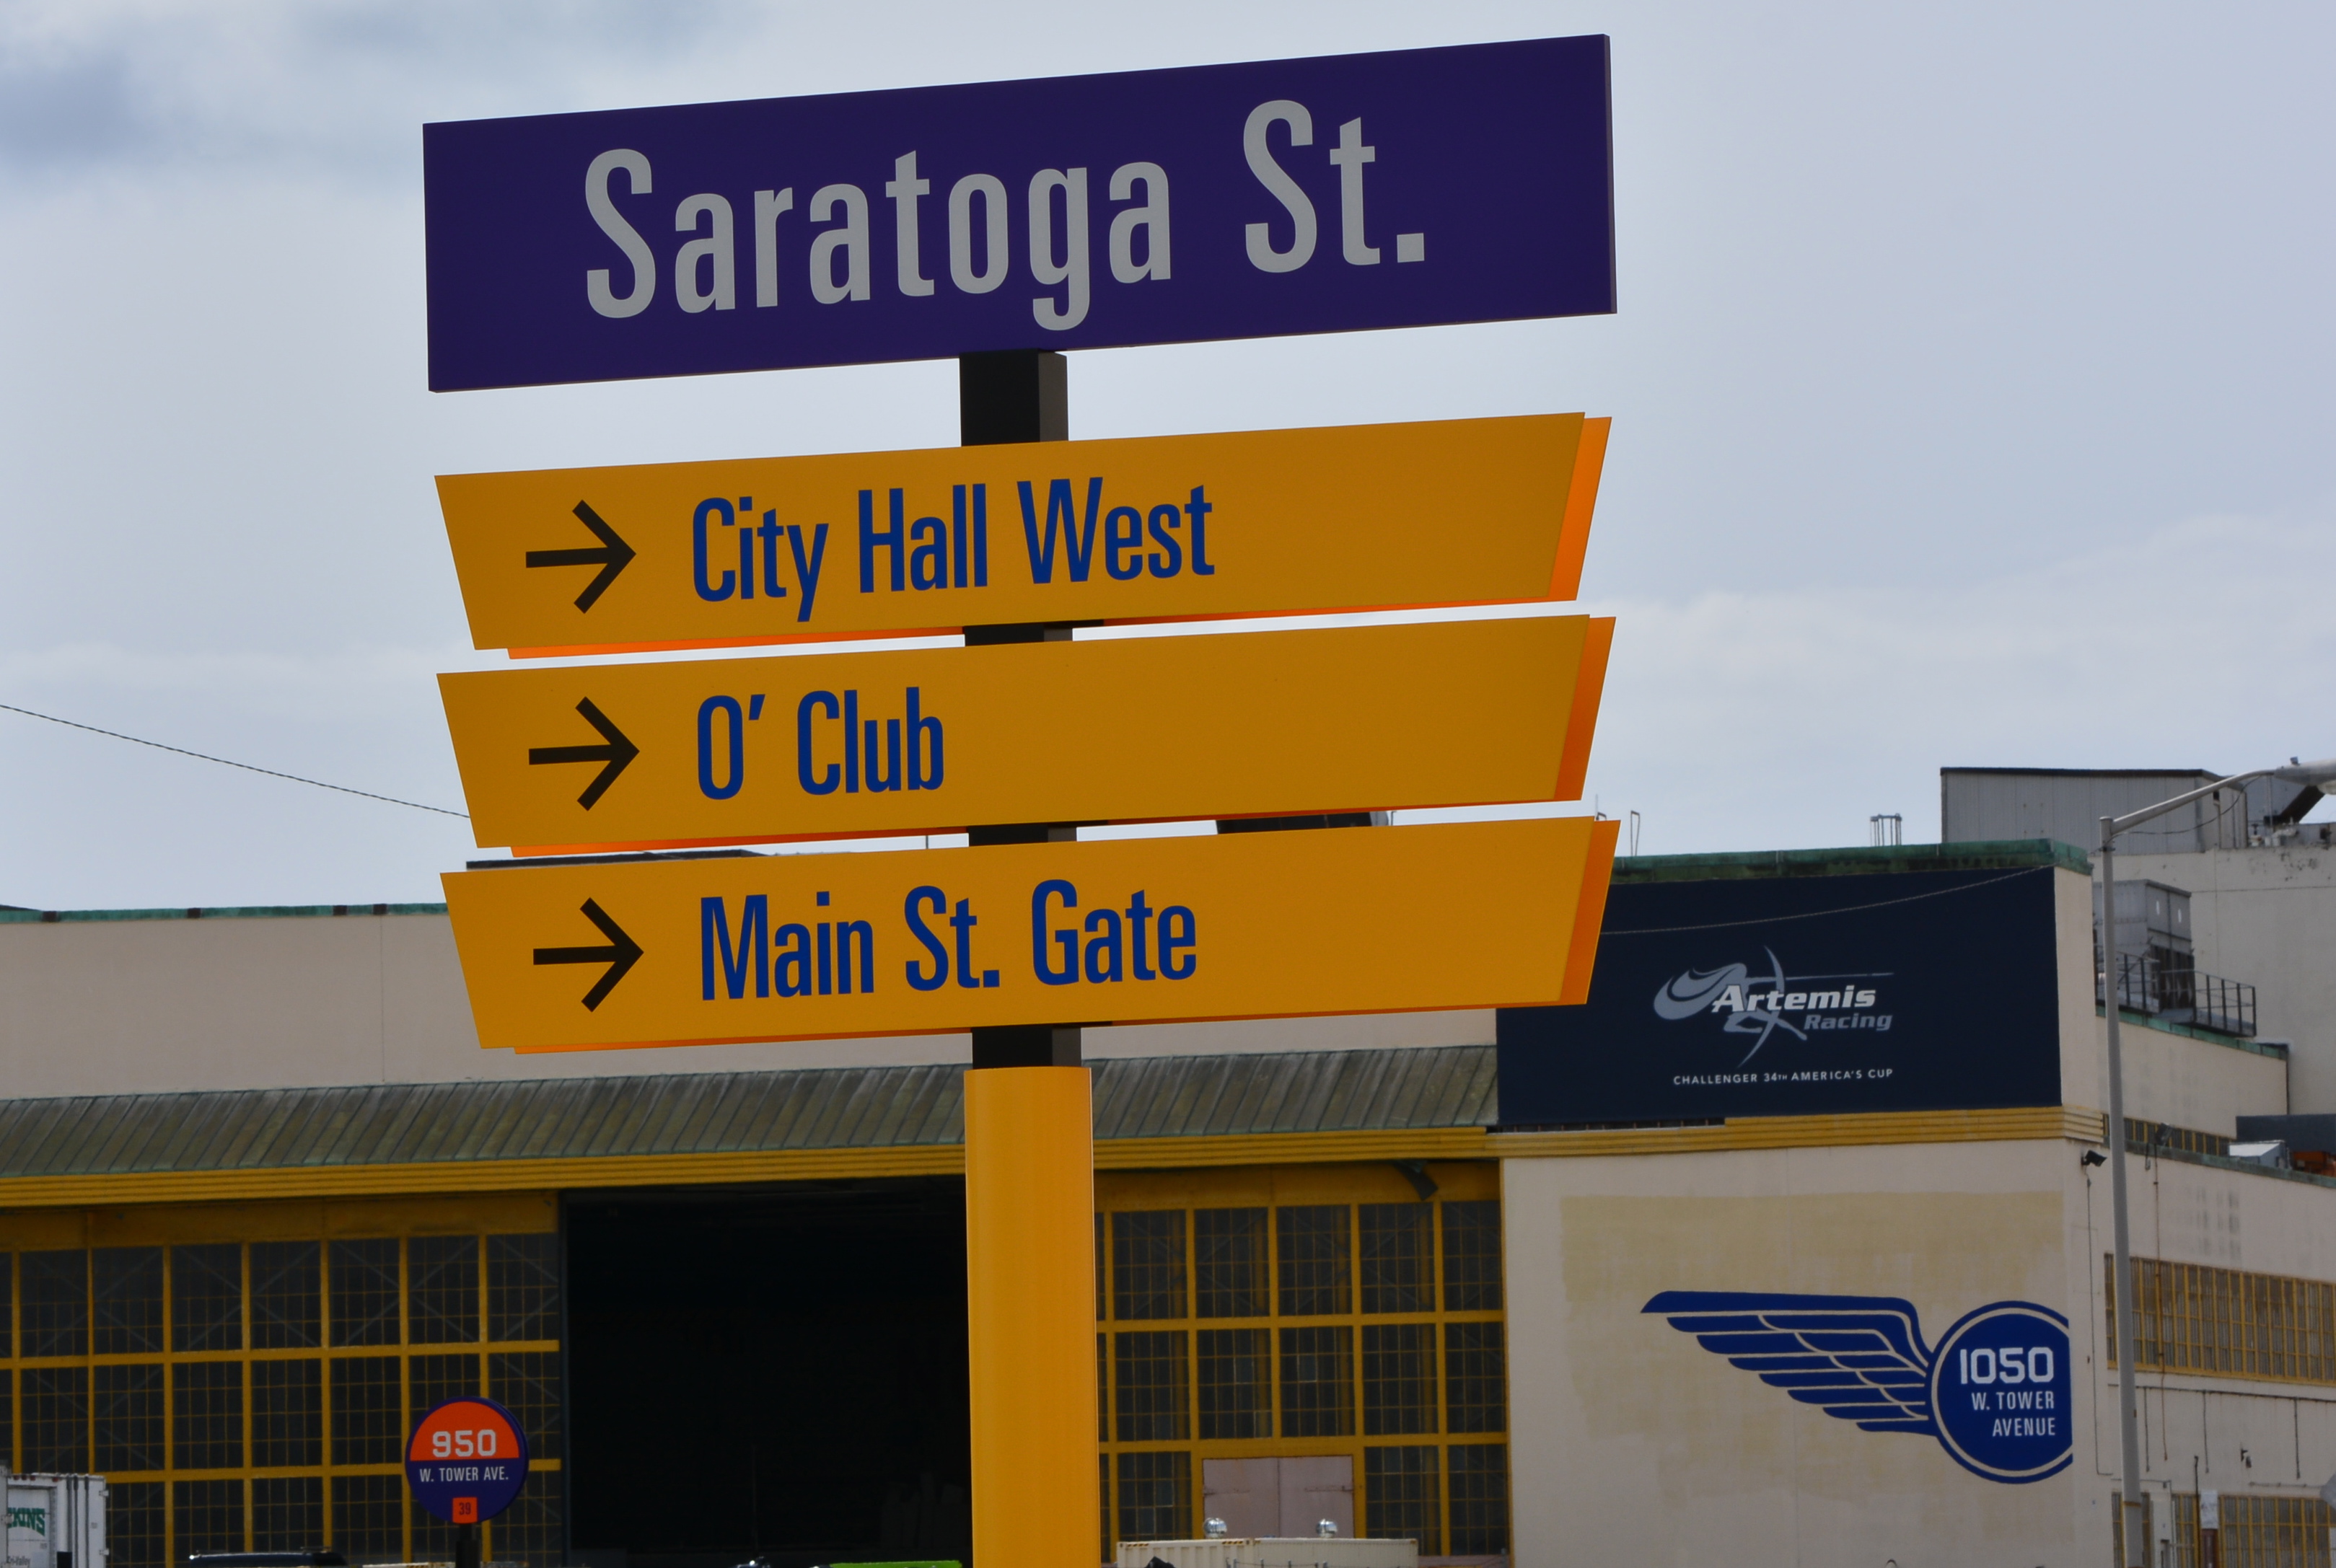 Saratoga St.
City Hall West
O' Club
Main St. Gate
Artemis
Racing
CHALLENGER 34TH AMERICA'S CUP
1050
W. TOWER
AVENUE
950
W. TOWER AVE.
39